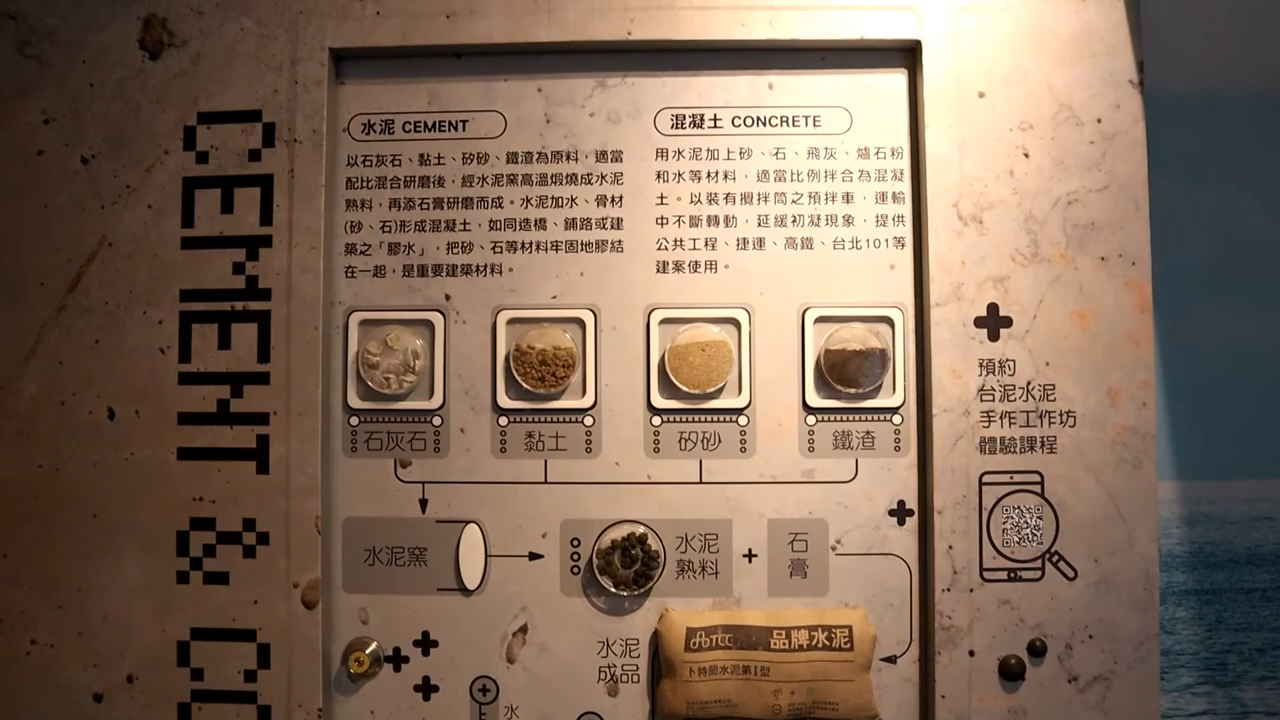 CEMENT & CO
水泥 CEMENT
以石灰石、黏土、矽砂、鐵渣為原料，適當
配比混合研磨後，經水泥窯高溫煅燒成水泥
熟料，再添石膏研磨而成。水泥加水、骨材
(砂、石)形成混凝土，如同造橋、鋪路或建
築之「膠水」，把砂、石等材料牢固地膠結
在一起，是重要建築材料。
混凝土 CONCRETE
用水泥加上砂、石、飛灰、爐石粉
和水等材料，適當比例拌合為混凝
土。以裝有攪拌筒之預拌車，運輸
中不斷轉動，延緩初凝現象，提供
公共工程、捷運、高鐵、台北101等
建案使用。
石灰石
黏土
矽砂
鐵渣
水泥窯
水泥
熟料
+
石
膏
水泥
成品
TCC 品牌水泥
卜特蘭水泥第I型
水
預約
台泥水泥
手作工作坊
體驗課程